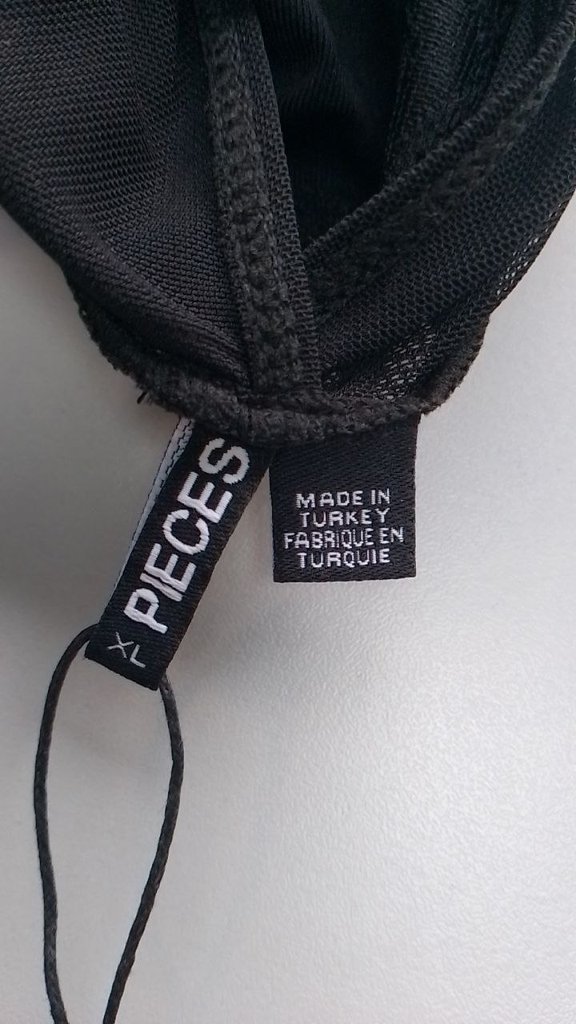 PIECES
XL
MADE IN
TURKEY
FABRIQUE EN
TURQUIE